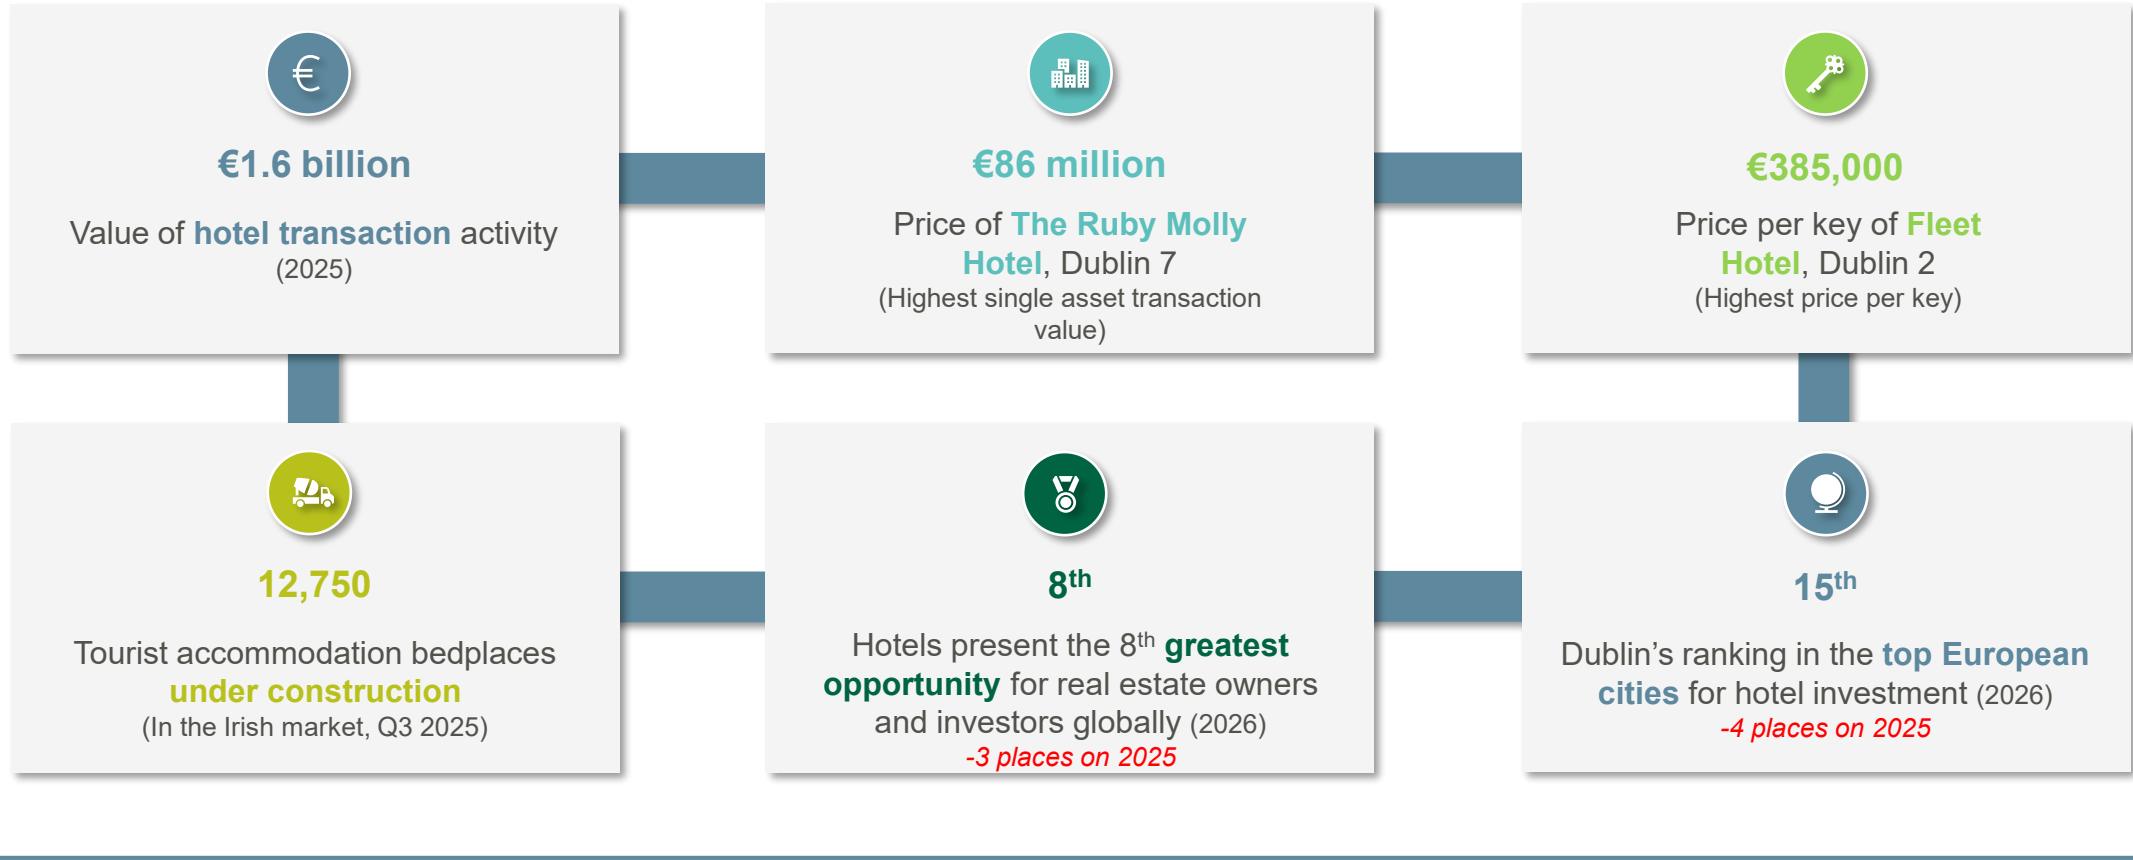 €
€1.6 billion
Value of hotel transaction activity
(2025)
€86 million
Price of The Ruby Molly
Hotel, Dublin 7
(Highest single asset transaction
value)
€385,000
Price per key of Fleet
Hotel, Dublin 2
(Highest price per key)
12,750
Tourist accommodation bedplaces
under construction
(In the Irish market, Q3 2025)
8th
Hotels present the 8th greatest
opportunity for real estate owners
and investors globally (2026)
-3 places on 2025
15th
Dublin’s ranking in the top European
cities for hotel investment (2026)
-4 places on 2025